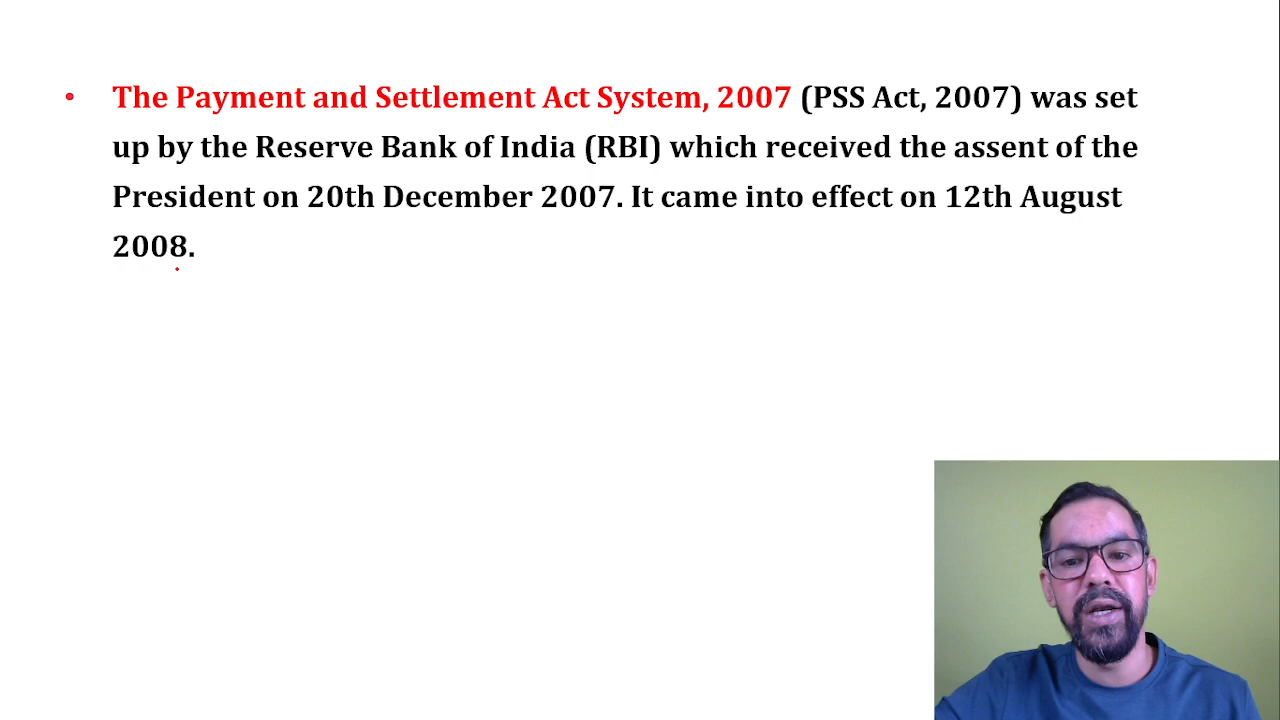 • The Payment and Settlement Act System, 2007 (PSS Act, 2007) was set
up by the Reserve Bank of India (RBI) which received the assent of the
President on 20th December 2007. It came into effect on 12th August
2008.